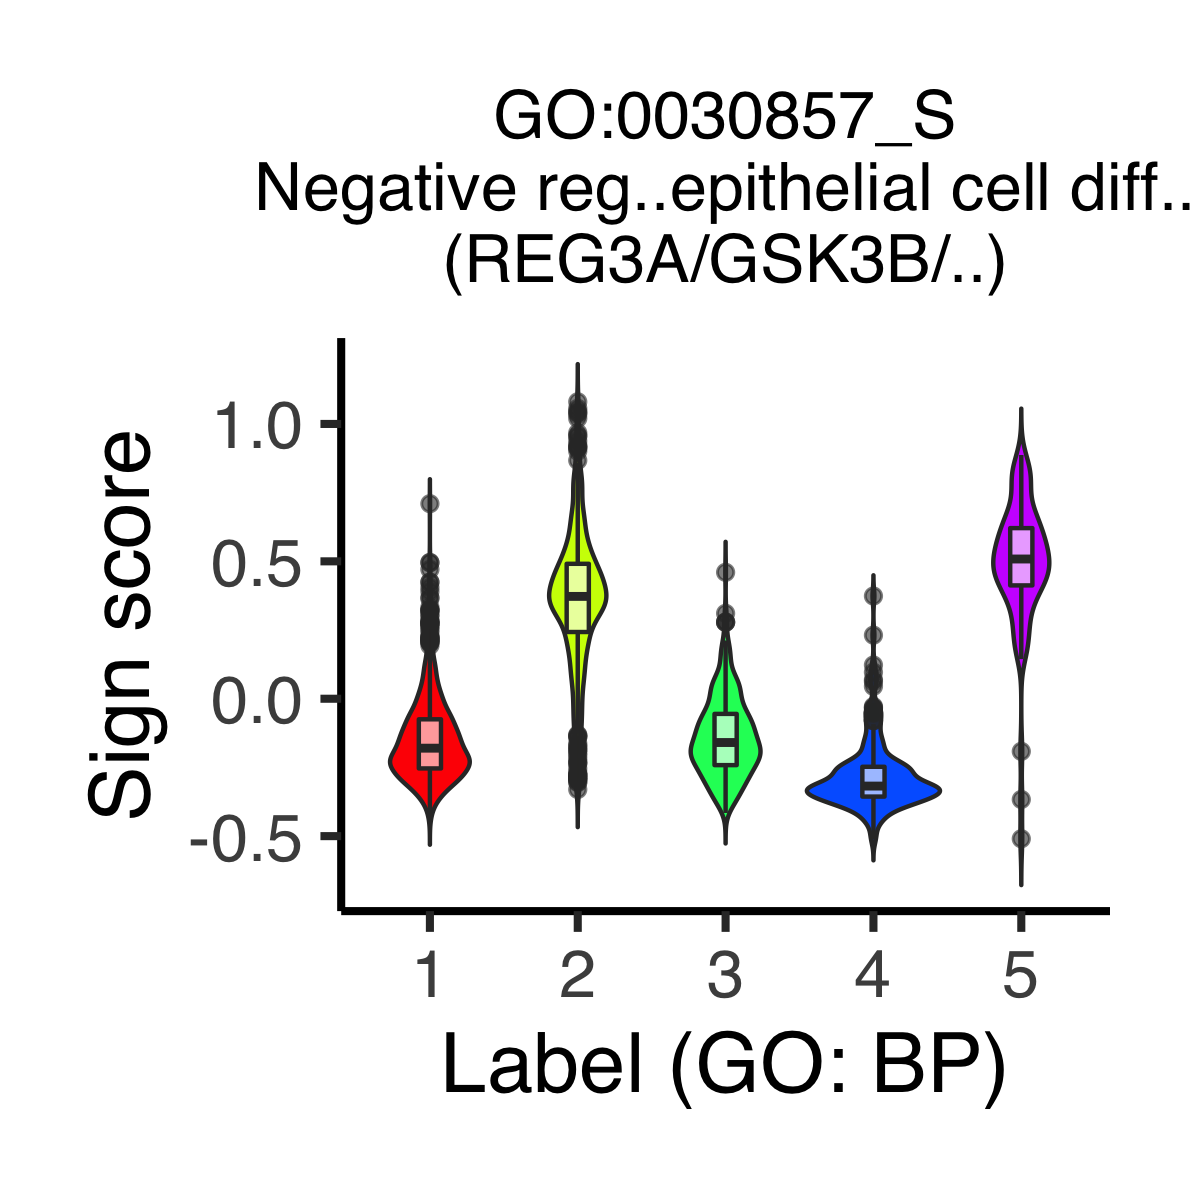 GO:0030857_S
Negative reg..epithelial cell diff..
(REG3A/GSK3B/..)
Sign score
1.0
0.5
0.0
-0.5
1 2 3 4 5
Label (GO: BP)